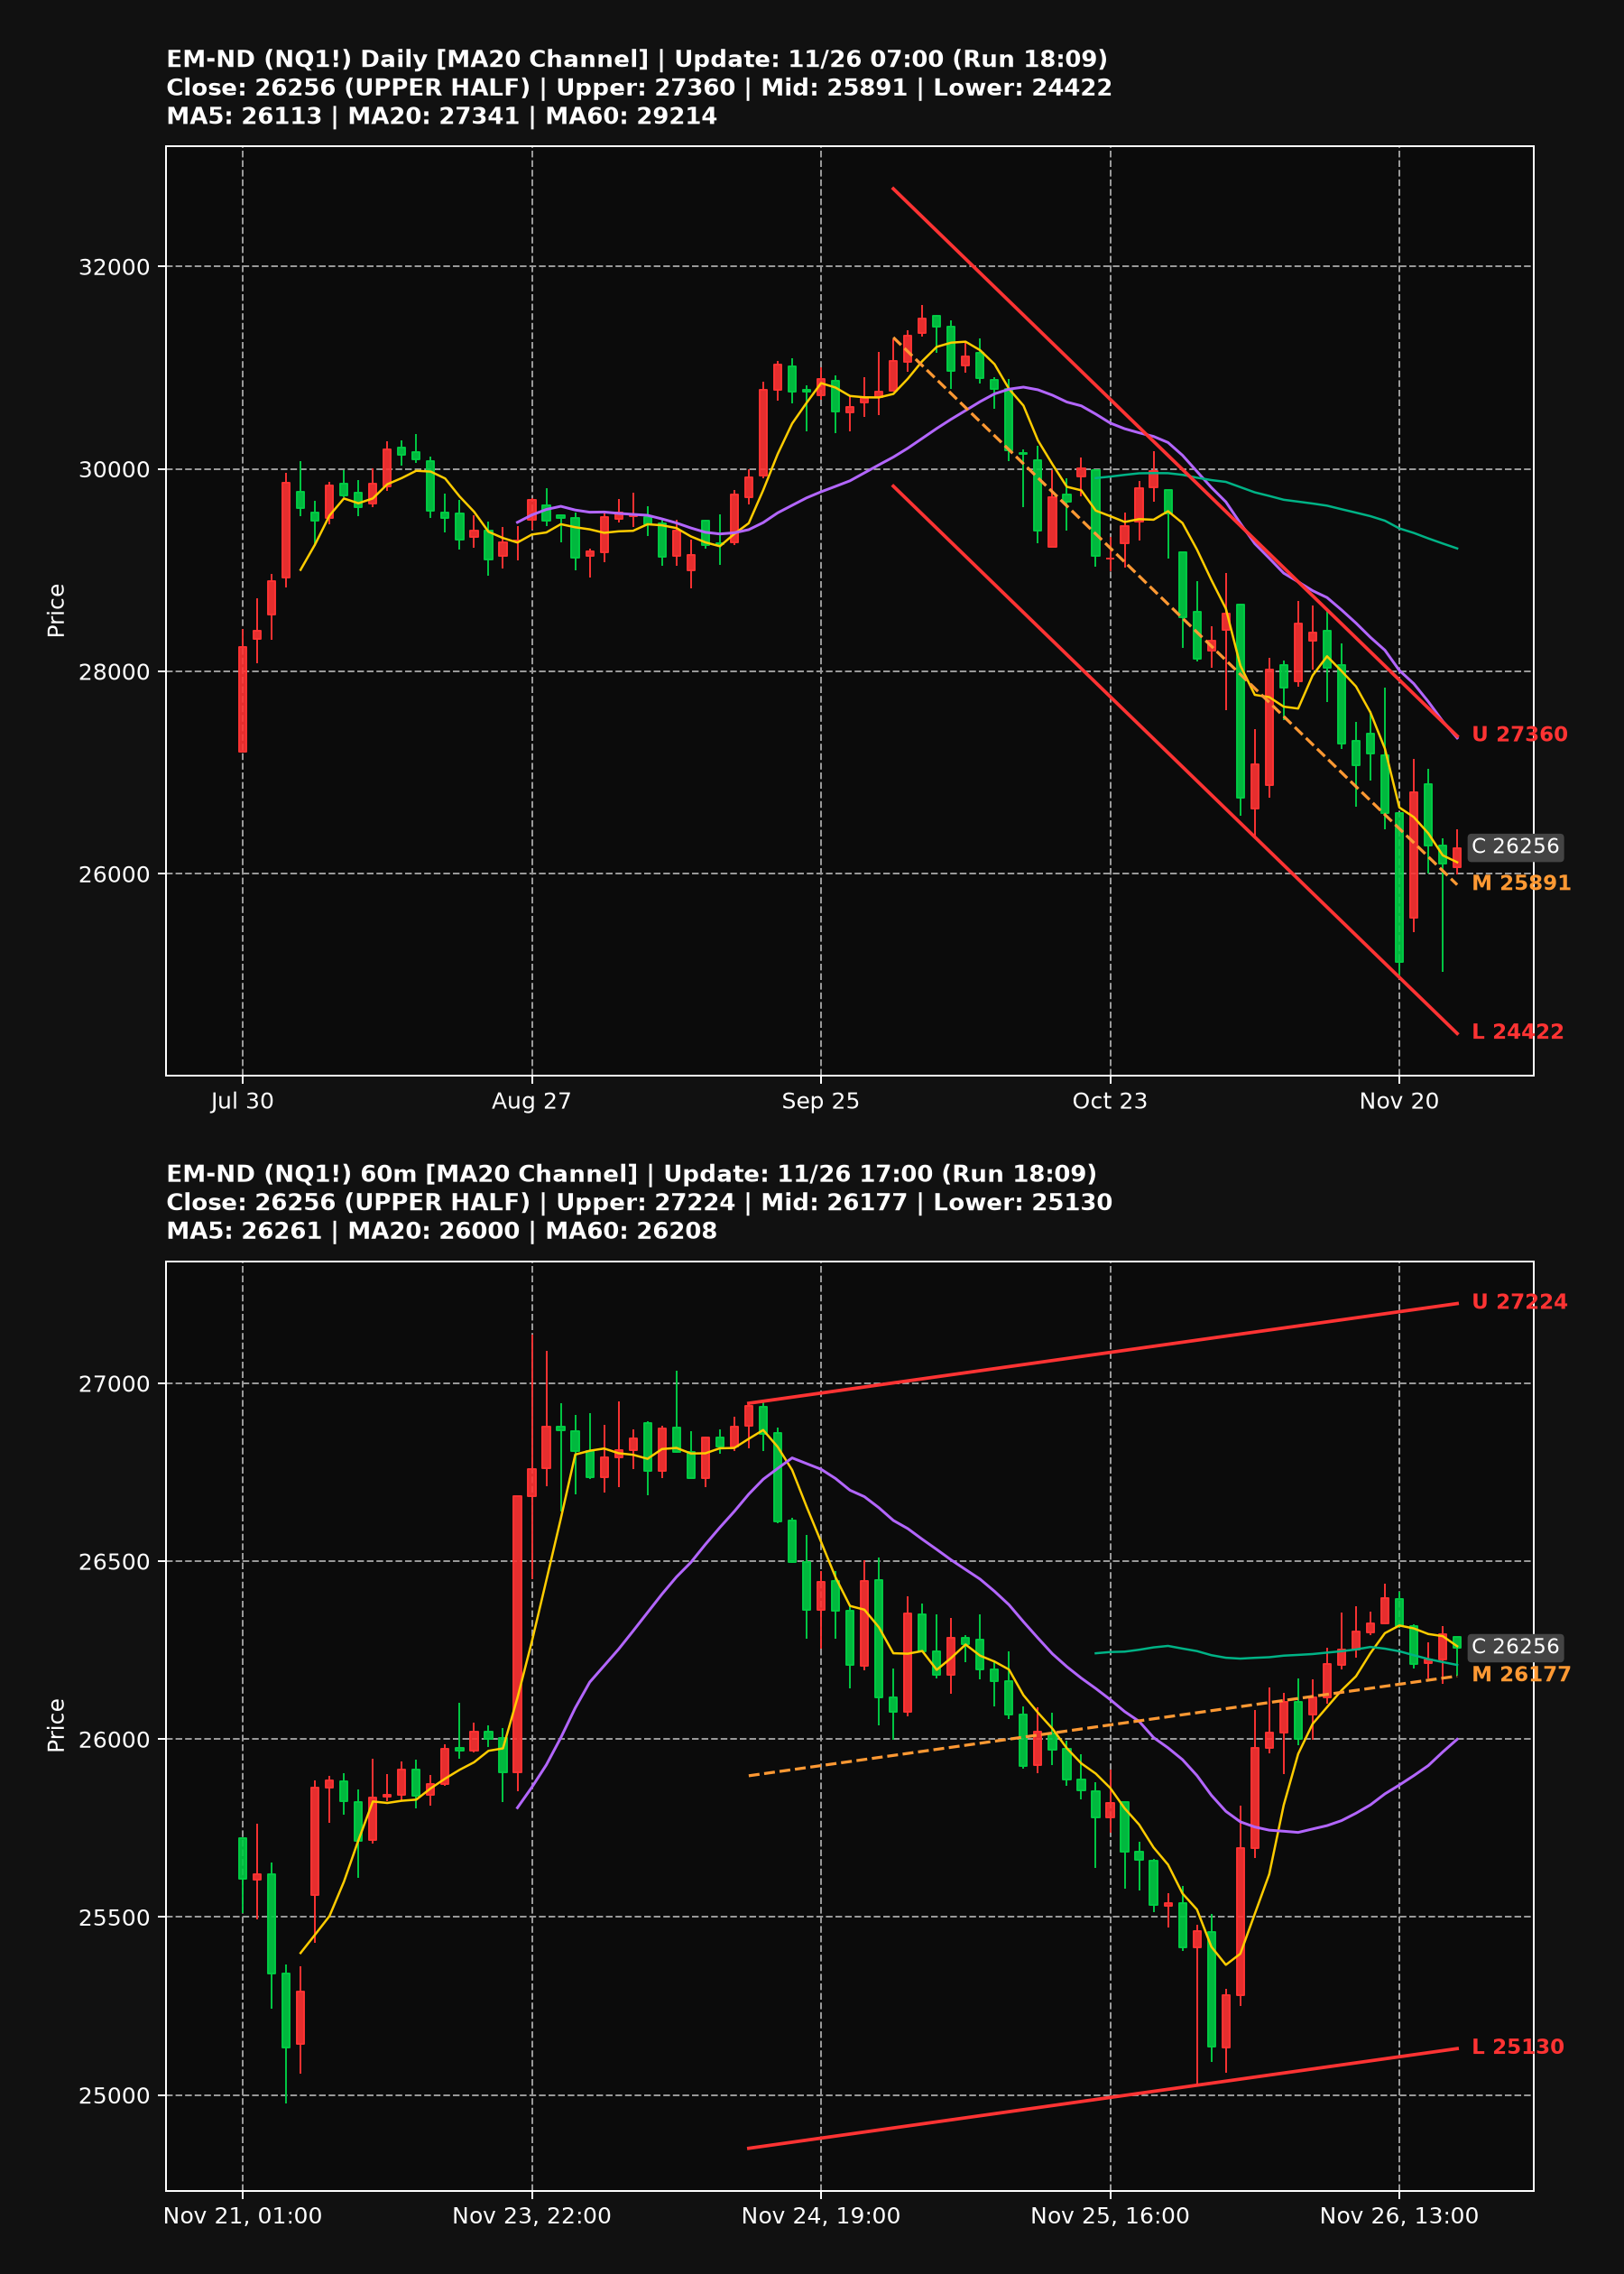 EM-ND (NQ1!) Daily [MA20 Channel] | Update: 11/26 07:00 (Run 18:09)
Close: 26256 (UPPER HALF) | Upper: 27360 | Mid: 25891 | Lower: 24422
MA5: 26113 | MA20: 27341 | MA60: 29214
Price
32000
30000
28000
26000
U 27360
C 26256
M 25891
L 24422
Jul 30
Aug 27
Sep 25
Oct 23
Nov 20
EM-ND (NQ1!) 60m [MA20 Channel] | Update: 11/26 17:00 (Run 18:09)
Close: 26256 (UPPER HALF) | Upper: 27224 | Mid: 26177 | Lower: 25130
MA5: 26261 | MA20: 26000 | MA60: 26208
Price
27000
26500
26000
25500
25000
U 27224
C 26256
M 26177
L 25130
Nov 21, 01:00
Nov 23, 22:00
Nov 24, 19:00
Nov 25, 16:00
Nov 26, 13:00